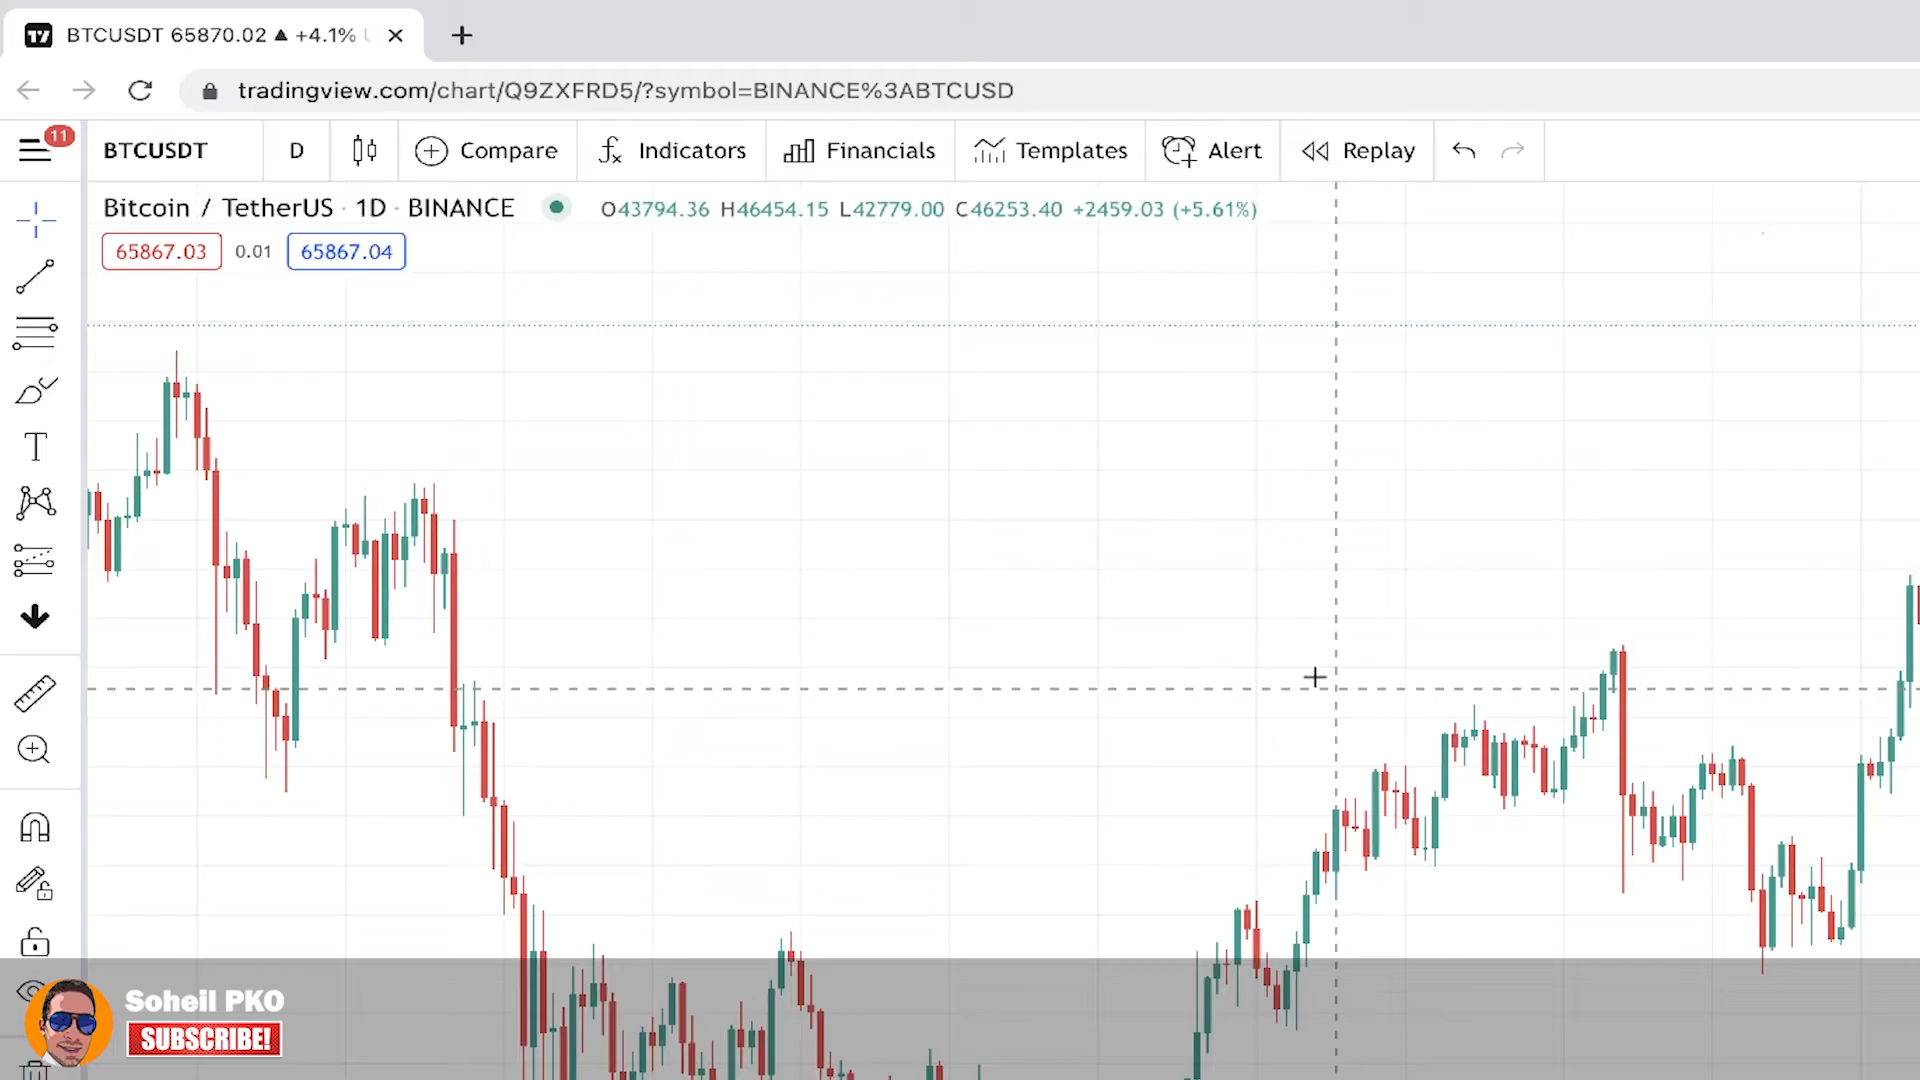 BTCUSDT 65870.02 ▲ +4.1%
tradingview.com/chart/Q9ZXFRD5/?symbol=BINANCE%3ABTCUSD
11
BTCUSDT D Compare Indicators Financials Templates Alert Replay
Bitcoin / TetherUS · 1D · BINANCE O43794.36 H46454.15 L42779.00 C46253.40 +2459.03 (+5.61%)
65867.03 0.01 65867.04
Soheil PKO
SUBSCRIBE!